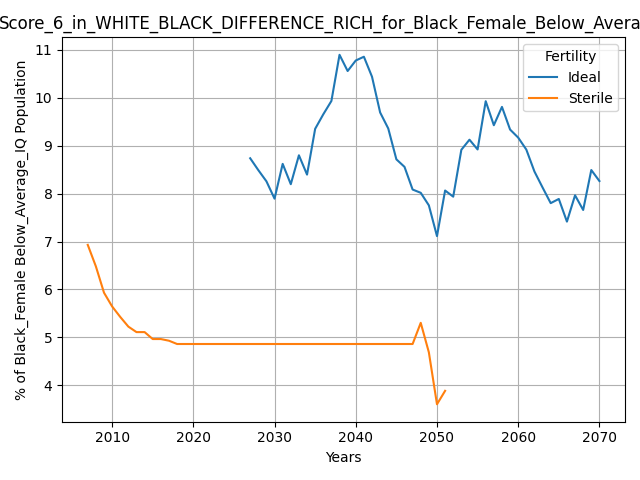 Score_6_in_WHITE_BLACK_DIFFERENCE_RICH_for_Black_Female_Below_Avera
% of Black_Female Below_Average_IQ Population
11
10
9
8
7
6
5
4
Fertility
Ideal
Sterile
2010 2020 2030 2040 2050 2060 2070
Years